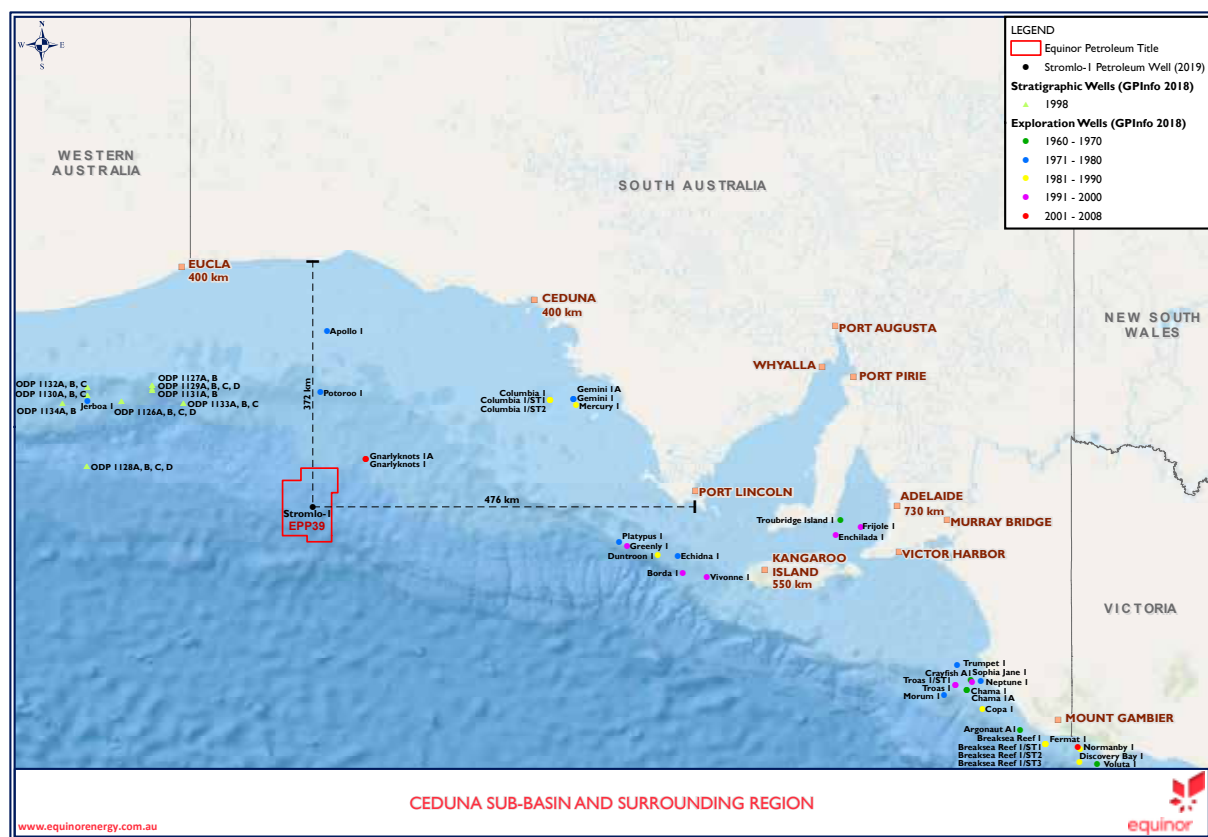 N
W
E
S
LEGEND
Equinor Petroleum Title
Stromlo-1 Petroleum Well (2019)
Stratigraphic Wells (GPInfo 2018)
1998
Exploration Wells (GPInfo 2018)
1960 - 1970
1971 - 1980
1981 - 1990
1991 - 2000
2001 - 2008
WESTERN
AUSTRALIA
SOUTH AUSTRALIA
NEW SOUTH
WALES
VICTORIA
EUCLA
400 km
CEDUNA
400 km
PORT AUGUSTA
WHYALLA
PORT PIRIE
Apollo 1
Potoroo 1
372 km
ODP 1132A, B, C
ODP 1130A, B, C
Jerboa 1
ODP 1134A, B
ODP 1127A, B
ODP 1129A, B, C, D
ODP 1131A, B
ODP 1133A, B, C
ODP 1126A, B, C, D
ODP 1128A, B, C, D
Columbia 1
Columbia 1/ST1
Columbia 1/ST2
Gemini 1A
Gemini 1
Mercury 1
Gnarlyknots 1A
Gnarlyknots 1
Stromlo-1
EPP39
476 km
PORT LINCOLN
ADELAIDE
730 km
MURRAY BRIDGE
VICTOR HARBOR
Troubridge Island 1
Frijole 1
Enchilada 1
KANGAROO
ISLAND
550 km
Platypus 1
Greenly 1
Duntroon 1
Echidna 1
Borda 1
Vivonne 1
Trumpet 1
Crayfish A1
Sophia Jane 1
Troas 1/ST1
Neptune 1
Troas 1
Chama 1
Morum 1
Chama 1A
Copa 1
MOUNT GAMBIER
Argonaut A1
Breaksea Reef 1
Fermat 1
Breaksea Reef 1/ST1
Normanby 1
Breaksea Reef 1/ST2
Discovery Bay 1
Breaksea Reef 1/ST3
Voluta 1
CEDUNA SUB-BASIN AND SURROUNDING REGION
www.equinorenergy.com.au
equinor